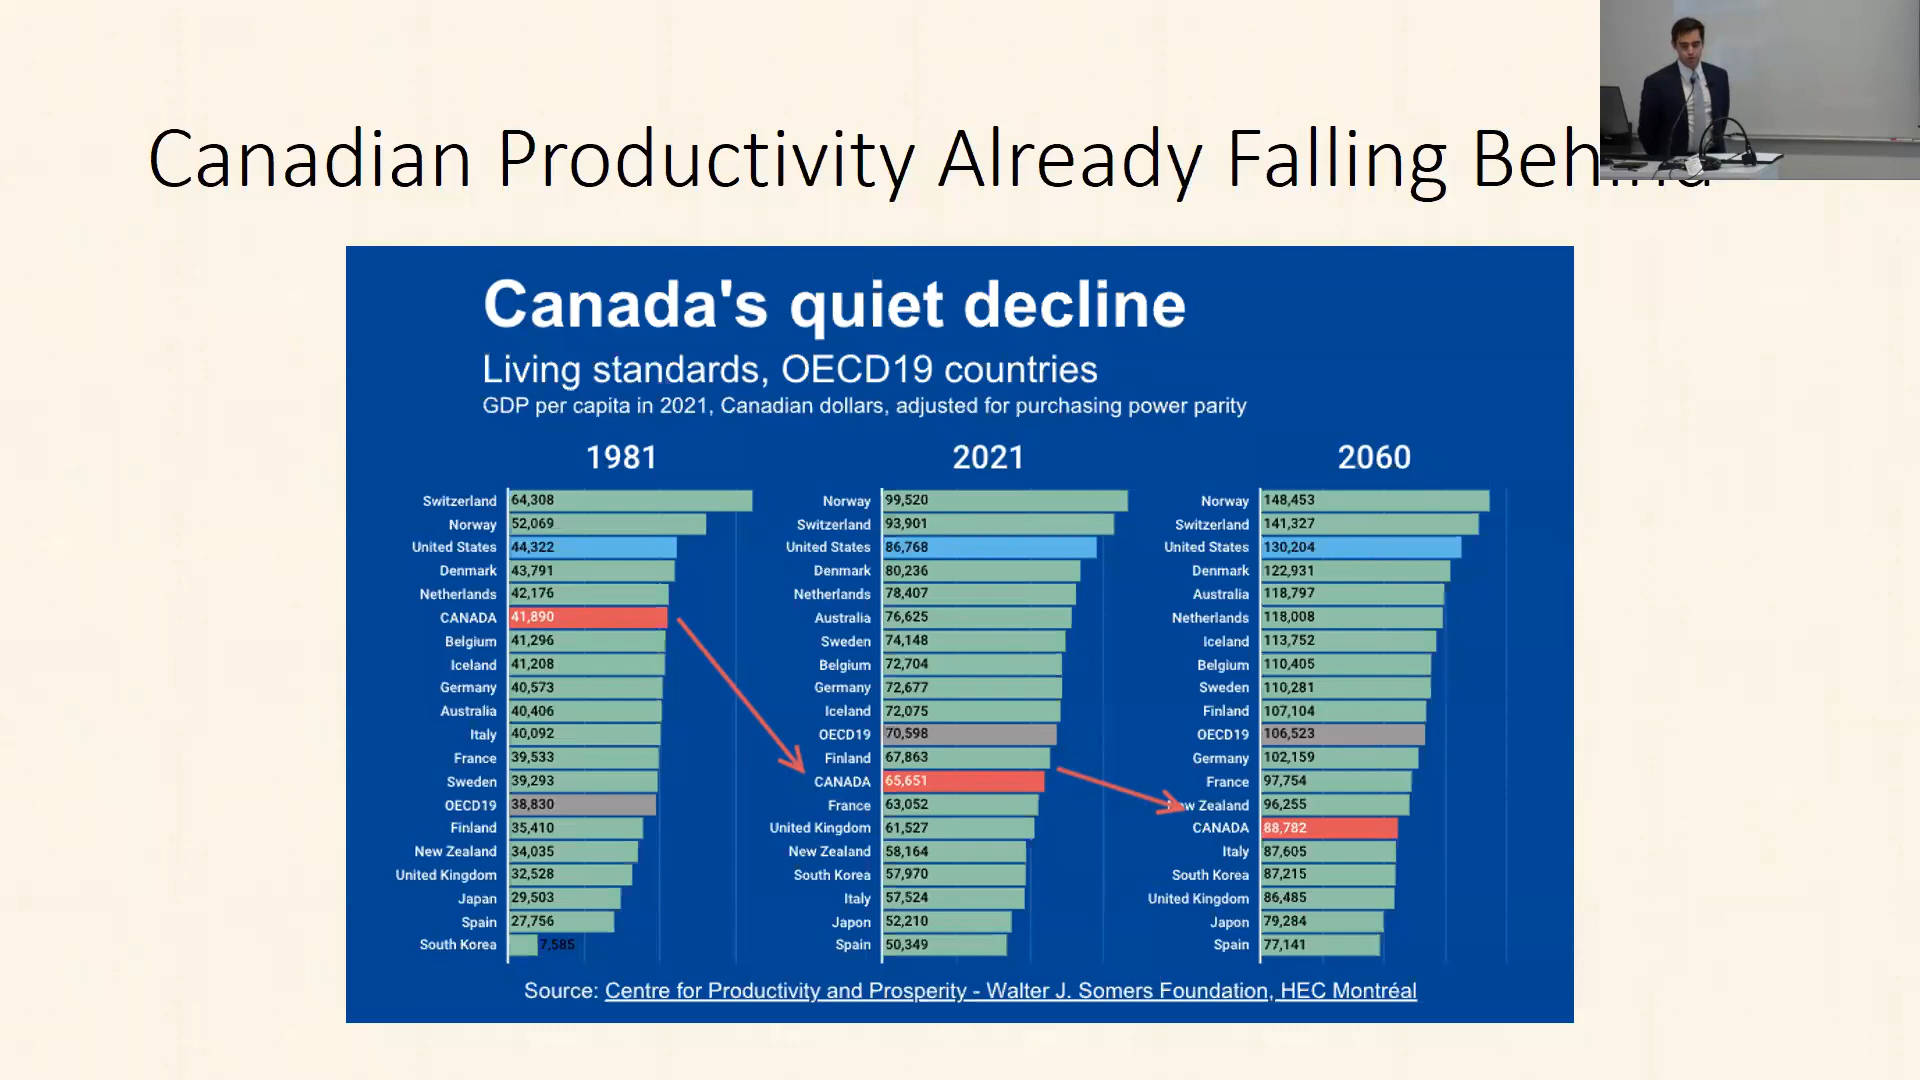 Canadian Productivity Already Falling Behind
Canada's quiet decline
Living standards, OECD19 countries
GDP per capita in 2021, Canadian dollars, adjusted for purchasing power parity
1981
Switzerland 64,308
Norway 52,069
United States 44,322
Denmark 43,791
Netherlands 42,176
CANADA 41,890
Belgium 41,296
Iceland 41,208
Germany 40,573
Australia 40,406
Italy 40,092
France 39,533
Sweden 39,293
OECD19 38,830
Finland 35,410
New Zealand 34,035
United Kingdom 32,528
Japan 29,503
Spain 27,756
South Korea 7,585
2021
Norway 99,520
Switzerland 93,901
United States 86,768
Denmark 80,236
Netherlands 78,407
Australia 76,625
Sweden 74,148
Belgium 72,704
Germany 72,677
Iceland 72,075
OECD19 70,598
Finland 67,863
CANADA 65,651
France 63,052
United Kingdom 61,527
New Zealand 58,164
South Korea 57,970
Italy 57,524
Japon 52,210
Spain 50,349
2060
Norway 148,453
Switzerland 141,327
United States 130,204
Denmark 122,931
Australia 118,797
Netherlands 118,008
Iceland 113,752
Belgium 110,405
Sweden 110,281
Finland 107,104
OECD19 106,523
Germany 102,159
France 97,754
New Zealand 96,255
CANADA 88,782
Italy 87,605
South Korea 87,215
United Kingdom 86,485
Japon 79,284
Spain 77,141
Source: Centre for Productivity and Prosperity - Walter J. Somers Foundation, HEC Montréal